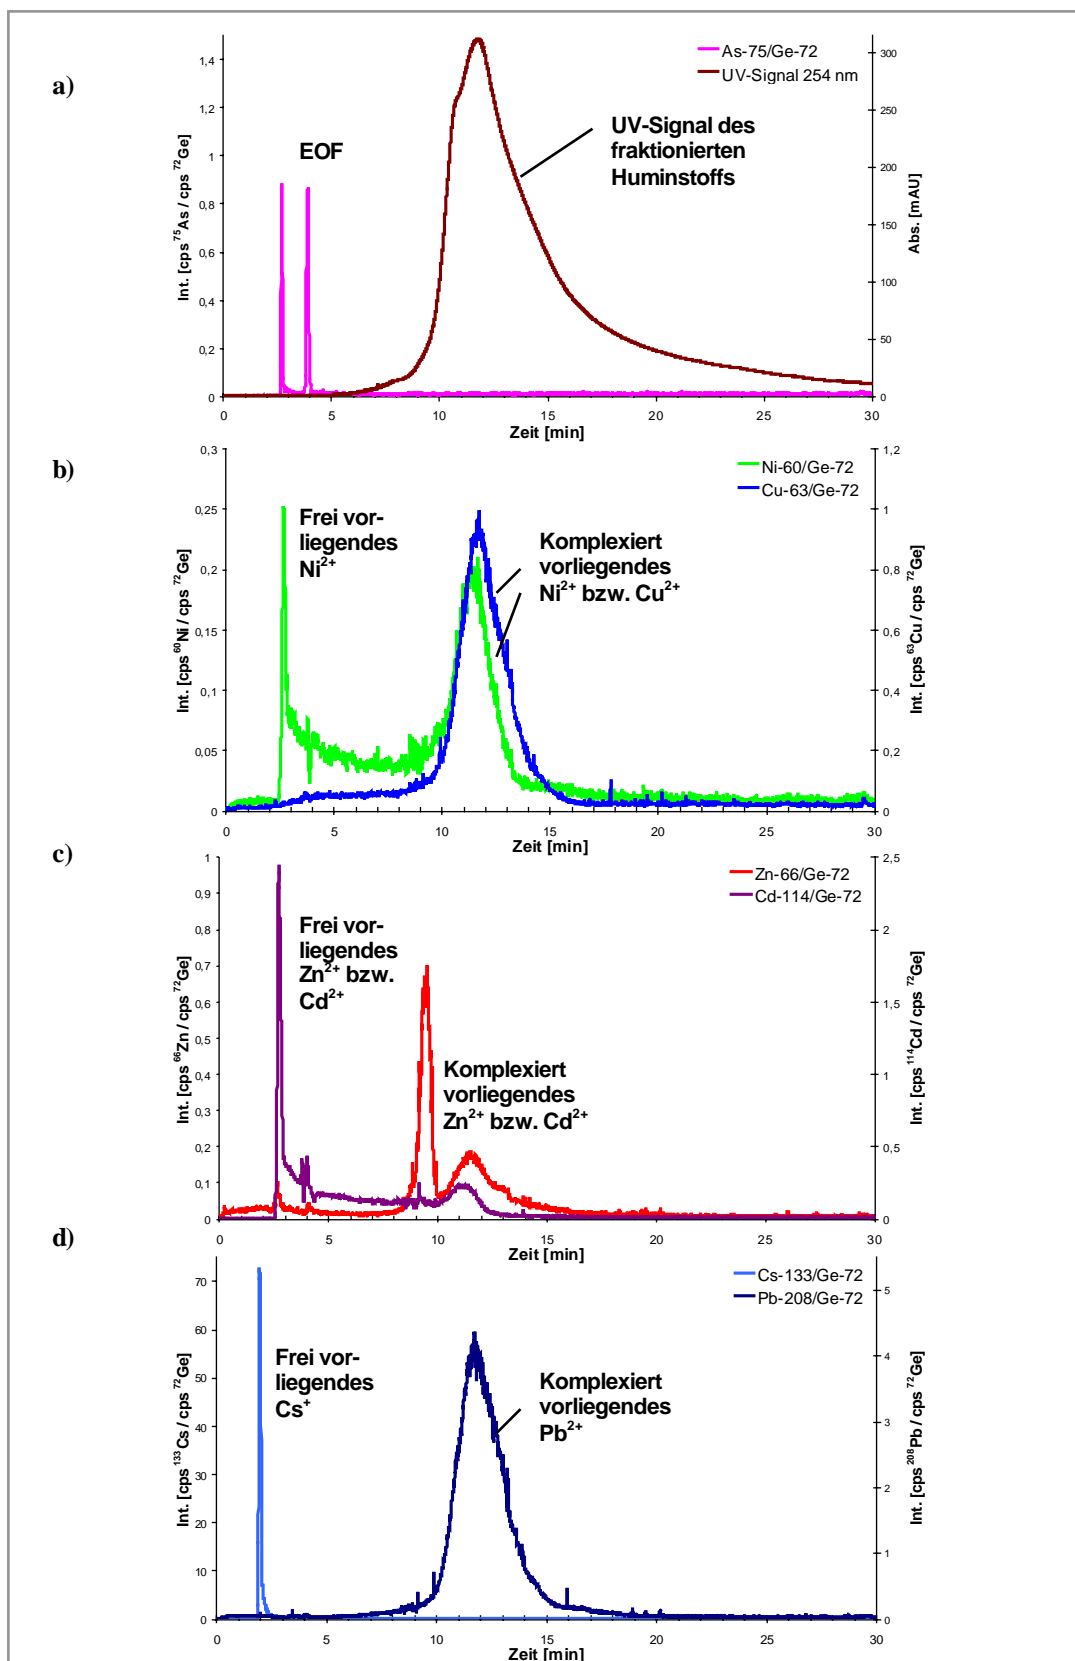 a)
As-75/Ge-72
UV-Signal 254 nm
EOF
UV-Signal des
fraktionierten
Huminstoffs
Int. [cps ⁷⁵As / cps ⁷²Ge]
1,4
1,2
1
0,8
0,6
0,4
0,2
0
Abs. [mAU]
300
250
200
150
100
50
0
0 5 10 15 20 25 30
Zeit [min]
b)
Ni-60/Ge-72
Cu-63/Ge-72
Frei vor-
liegendes
Ni²⁺
Komplexiert
vorliegendes
Ni²⁺ bzw. Cu²⁺
Int. [cps ⁶⁰Ni / cps ⁷²Ge]
0,3
0,25
0,2
0,15
0,1
0,05
0
Int. [cps ⁶³Cu / cps ⁷²Ge]
1,2
1
0,8
0,6
0,4
0,2
0
0 5 10 15 20 25 30
Zeit [min]
c)
Zn-66/Ge-72
Cd-114/Ge-72
Frei vor-
liegendes
Zn²⁺ bzw.
Cd²⁺
Komplexiert
vorliegendes
Zn²⁺ bzw. Cd²⁺
Int. [cps ⁶⁶Zn / cps ⁷²Ge]
1
0,9
0,8
0,7
0,6
0,5
0,4
0,3
0,2
0,1
0
Int. [cps ¹¹⁴Cd / cps ⁷²Ge]
2,5
2
1,5
1
0,5
0
0 5 10 15 20 25 30
Zeit [min]
d)
Cs-133/Ge-72
Pb-208/Ge-72
Frei vor-
liegendes
Cs⁺
Komplexiert
vorliegendes
Pb²⁺
Int. [cps ¹³³Cs / cps ⁷²Ge]
70
60
50
40
30
20
10
0
Int. [cps ²⁰⁸Pb / cps ⁷²Ge]
5
4
3
2
1
0
0 5 10 15 20 25 30
Zeit [min]